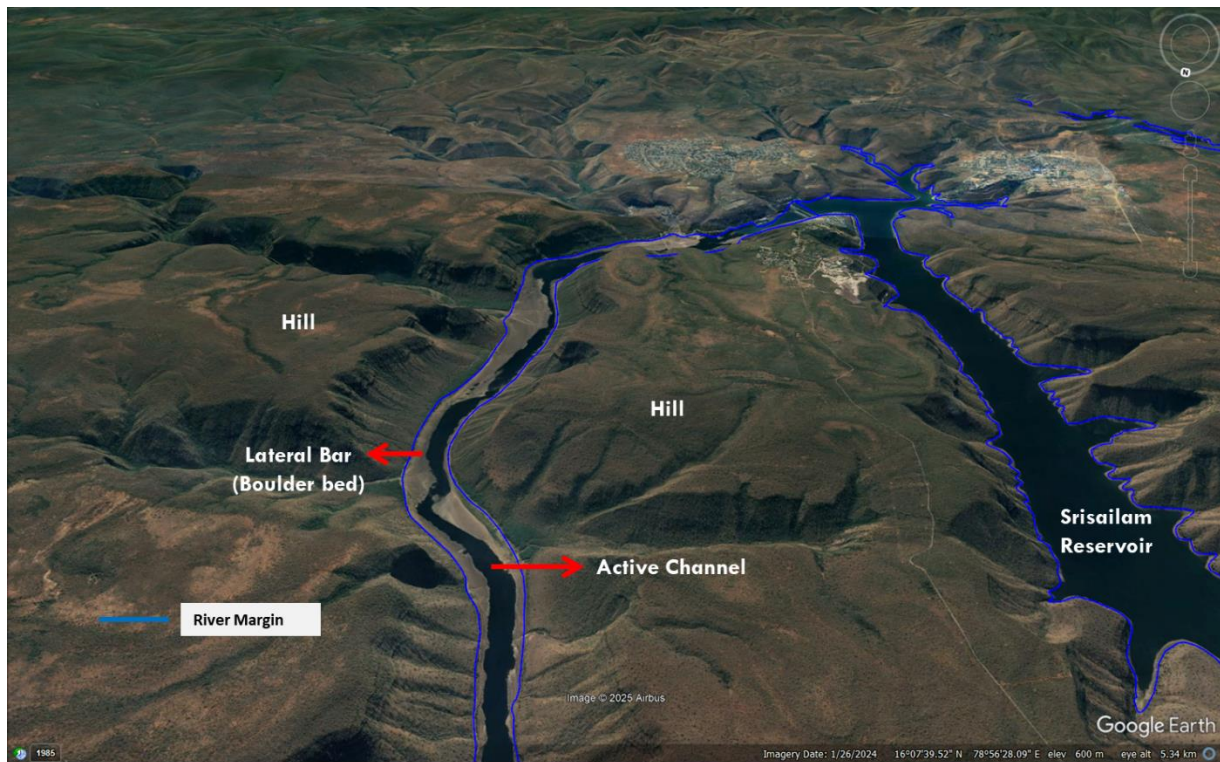 N
Hill
Hill
Lateral Bar
(Boulder bed)
Srisailam
Reservoir
Active Channel
River Margin
Image © 2025 Airbus
Google Earth
1985
Imagery Date: 1/26/2024 16°07'39.52" N 78°56'28.09" E elev 600 m eye alt 5.34 km